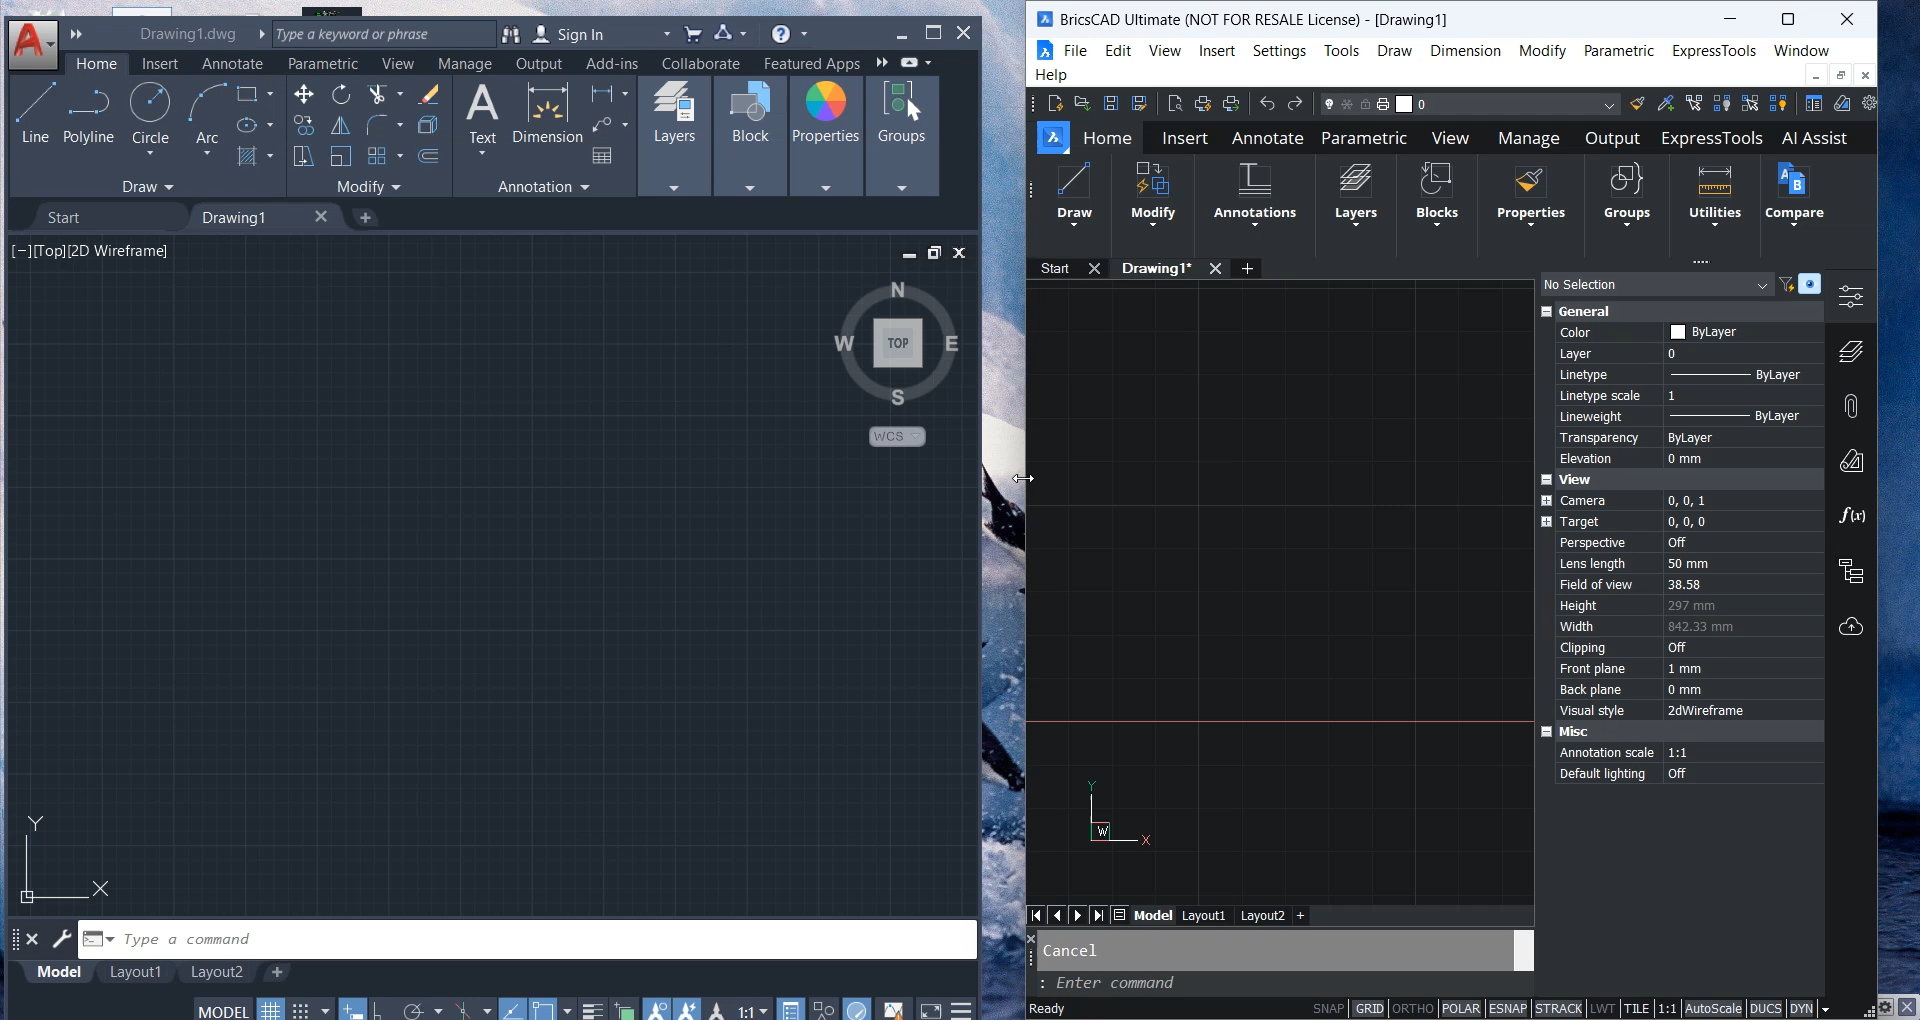 Drawing1.dwg
Type a keyword or phrase
Sign In
Home Insert Annotate Parametric View Manage Output Add-ins Collaborate Featured Apps
Line Polyline Circle Arc
Text Dimension
Layers Block Properties Groups
Draw Modify Annotation
Start Drawing1
[−][Top][2D Wireframe]
N
W TOP E
S
WCS
Y
X
Type a command
Model Layout1 Layout2
MODEL 1:1
BricsCAD Ultimate (NOT FOR RESALE License) - [Drawing1]
File Edit View Insert Settings Tools Draw Dimension Modify Parametric ExpressTools Window
Help
0
Home Insert Annotate Parametric View Manage Output ExpressTools AI Assist
A
B
Draw Modify Annotations Layers Blocks Properties Groups Utilities Compare
Start Drawing1*
No Selection
General
Color ByLayer
Layer 0
Linetype ByLayer
Linetype scale 1
Lineweight ByLayer
Transparency ByLayer
Elevation 0 mm
View
Camera 0, 0, 1
Target 0, 0, 0
Perspective Off
Lens length 50 mm
Field of view 38.58
Height 297 mm
Width 842.33 mm
Clipping Off
Front plane 1 mm
Back plane 0 mm
Visual style 2dWireframe
Misc
Annotation scale 1:1
Default lighting Off
f(x)
Y
W X
Model Layout1 Layout2 +
Cancel
: Enter command
Ready SNAP GRID ORTHO POLAR ESNAP STRACK LWT TILE 1:1 AutoScale DUCS DYN